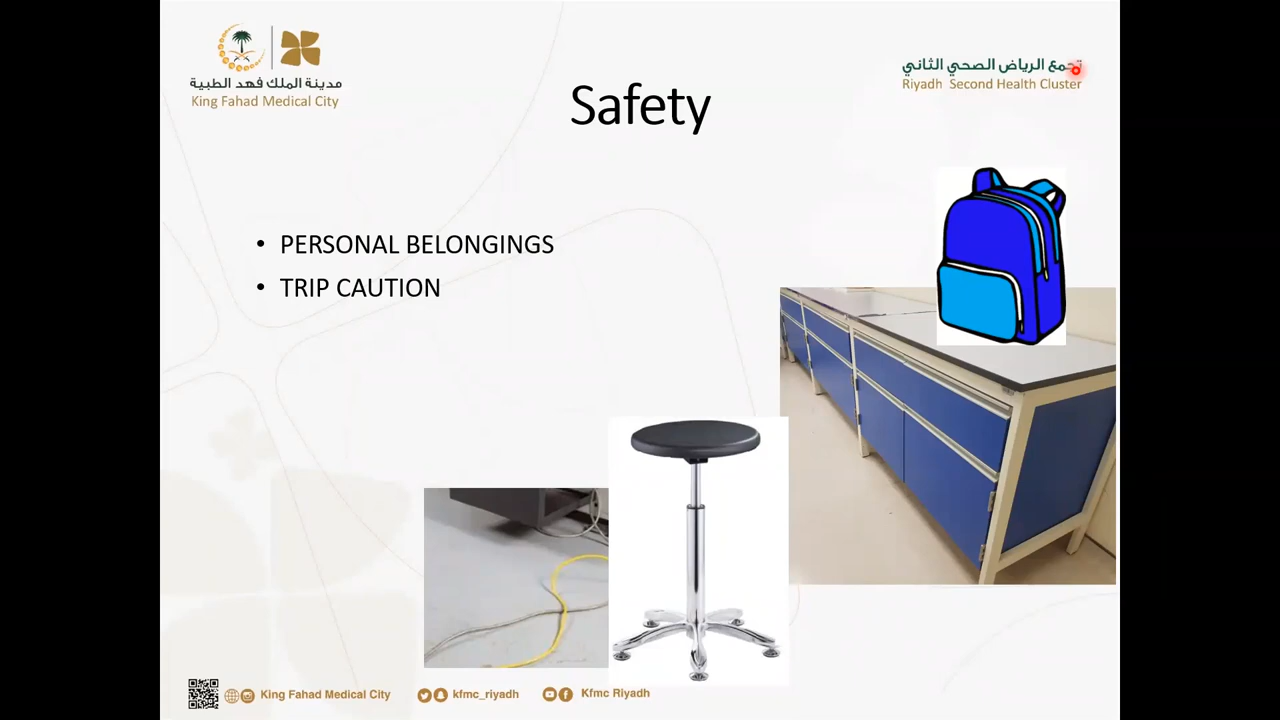 مدينة الملك فهد الطبية
King Fahad Medical City
تجمع الرياض الصحي الثاني
Riyadh Second Health Cluster
Safety
• PERSONAL BELONGINGS
• TRIP CAUTION
King Fahad Medical City
kfmc_riyadh
Kfmc Riyadh